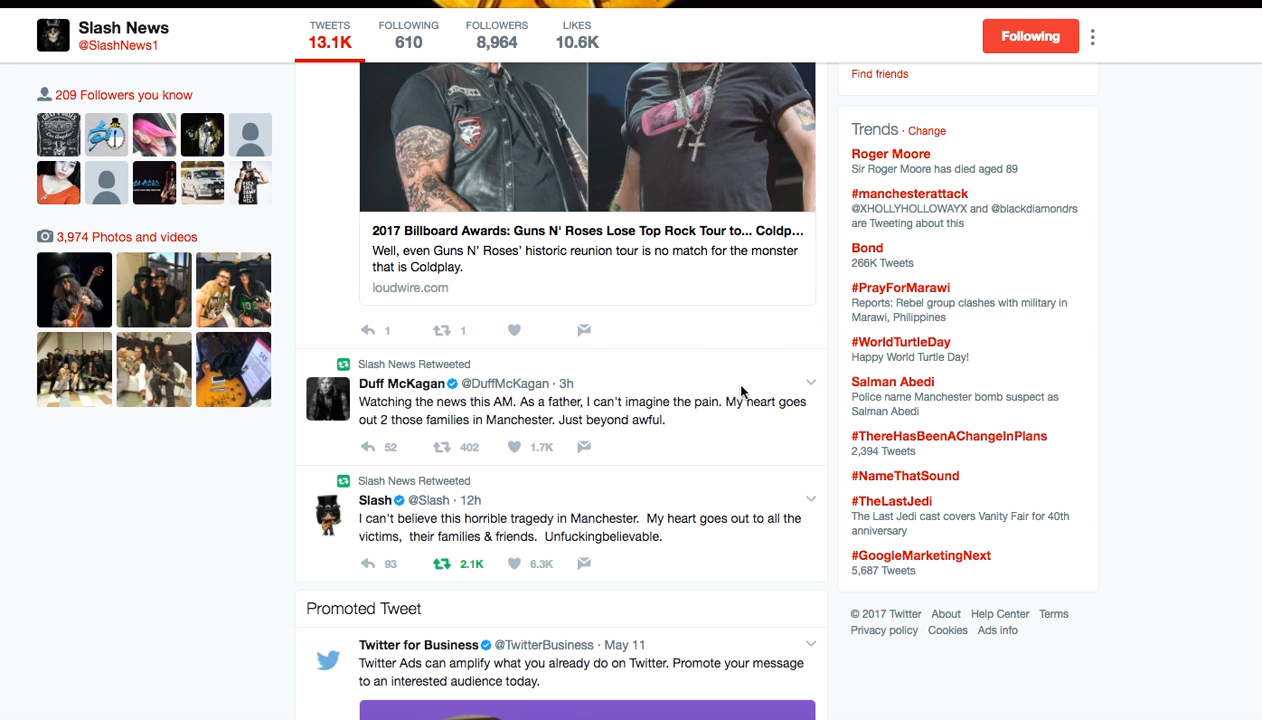 Slash News
@SlashNews1
TWEETS
13.1K
FOLLOWING
610
FOLLOWERS
8,964
LIKES
10.6K
Following
209 Followers you know
3,974 Photos and videos
2017 Billboard Awards: Guns N' Roses Lose Top Rock Tour to... Coldp...
Well, even Guns N' Roses' historic reunion tour is no match for the monster
that is Coldplay.
loudwire.com
1
1
Slash News Retweeted
Duff McKagan @DuffMcKagan · 3h
Watching the news this AM. As a father, I can't imagine the pain. My heart goes
out 2 those families in Manchester. Just beyond awful.
52
402
1.7K
Slash News Retweeted
Slash @Slash · 12h
I can't believe this horrible tragedy in Manchester. My heart goes out to all the
victims, their families & friends. Unfuckingbelievable.
93
2.1K
6.3K
Promoted Tweet
Twitter for Business @TwitterBusiness · May 11
Twitter Ads can amplify what you already do on Twitter. Promote your message
to an interested audience today.
Find friends
Trends · Change
Roger Moore
Sir Roger Moore has died aged 89
#manchesterattack
@XHOLLYHOLLOWAYX and @blackdiamondrs
are Tweeting about this
Bond
266K Tweets
#PrayForMarawi
Reports: Rebel group clashes with military in
Marawi, Philippines
#WorldTurtleDay
Happy World Turtle Day!
Salman Abedi
Police name Manchester bomb suspect as
Salman Abedi
#ThereHasBeenAChangeInPlans
2,394 Tweets
#NameThatSound
#TheLastJedi
The Last Jedi cast covers Vanity Fair for 40th
anniversary
#GoogleMarketingNext
5,687 Tweets
© 2017 Twitter About Help Center Terms
Privacy policy Cookies Ads info